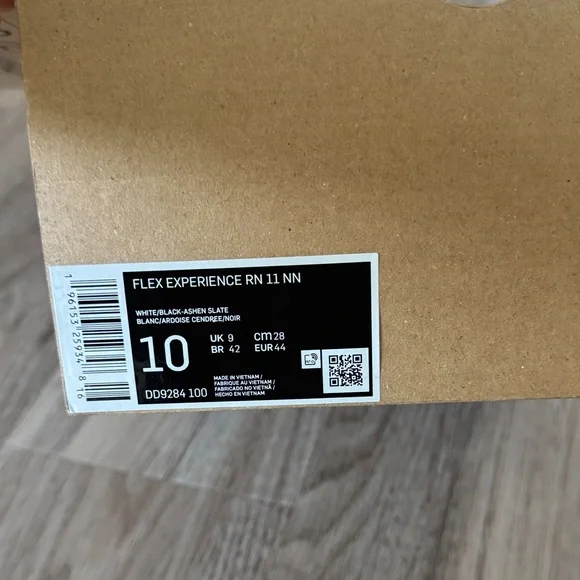 FLEX EXPERIENCE RN 11 NN
WHITE/BLACK-ASHEN SLATE
BLANC/ARDOISE CENDREE/NOIR
10
UK 9 cm 28
BR 42 EUR 44
DD9284 100
MADE IN VIETNAM /
FABRIQUE AU VIETNAM /
FABRICADO NO VIETNÃ /
HECHO EN VIETNAM
1 96153 25934 8 16